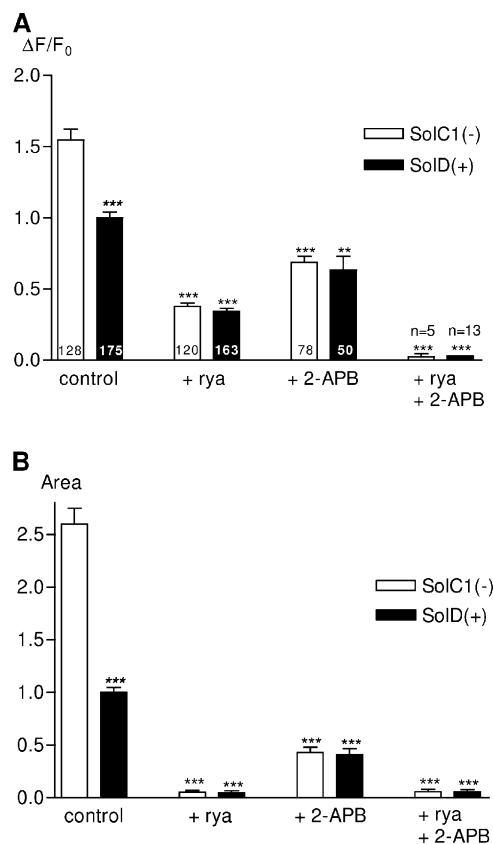 A
ΔF/F0
2.0
1.5
1.0
0.5
0.0
SolC1(-)
SolD(+)
***
*** ***
*** **
n=5 n=13
*** ***
128 175 120 163 78 50
control + rya + 2-APB + rya
+ 2-APB
B
Area
2.5
2.0
1.5
1.0
0.5
0.0
SolC1(-)
SolD(+)
***
*** ***
*** ***
*** ***
control + rya + 2-APB + rya
+ 2-APB